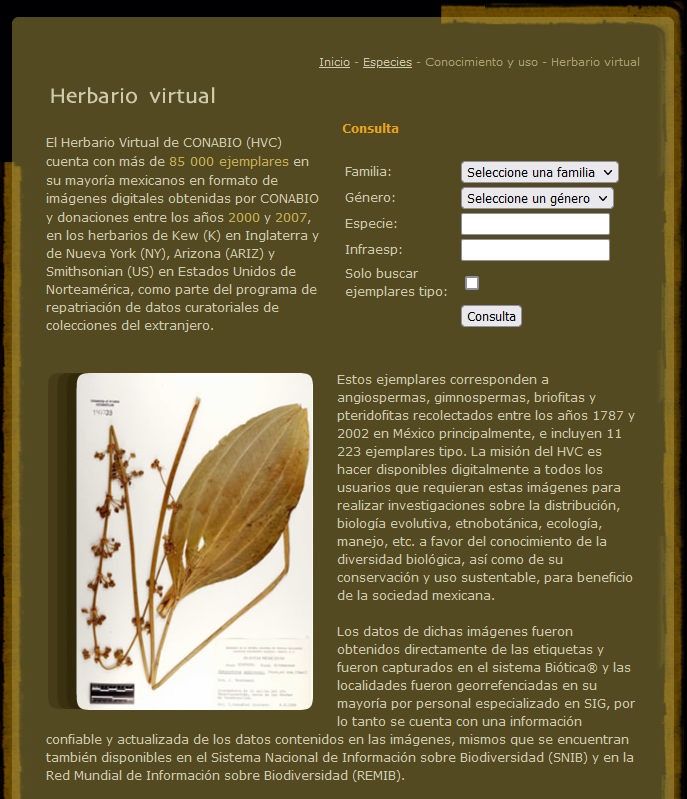 Inicio - Especies - Conocimiento y uso - Herbario virtual
Herbario virtual
El Herbario Virtual de CONABIO (HVC)
cuenta con más de 85 000 ejemplares en
su mayoría mexicanos en formato de
imágenes digitales obtenidas por CONABIO
y donaciones entre los años 2000 y 2007,
en los herbarios de Kew (K) en Inglaterra y
de Nueva York (NY), Arizona (ARIZ) y
Smithsonian (US) en Estados Unidos de
Norteamérica, como parte del programa de
repatriación de datos curatoriales de
colecciones del extranjero.
Consulta
Familia: Seleccione una familia
Género: Seleccione un género
Especie:
Infraesp:
Solo buscar
ejemplares tipo:
Consulta
Estos ejemplares corresponden a
angiospermas, gimnospermas, briofitas y
pteridofitas recolectados entre los años 1787 y
2002 en México principalmente, e incluyen 11
223 ejemplares tipo. La misión del HVC es
hacer disponibles digitalmente a todos los
usuarios que requieran estas imágenes para
realizar investigaciones sobre la distribución,
biología evolutiva, etnobotánica, ecología,
manejo, etc. a favor del conocimiento de la
diversidad biológica, así como de su
conservación y uso sustentable, para beneficio
de la sociedad mexicana.
Los datos de dichas imágenes fueron
obtenidos directamente de las etiquetas y
fueron capturados en el sistema Biótica® y las
localidades fueron georrefenciadas en su
mayoría por personal especializado en SIG, por
lo tanto se cuenta con una información
confiable y actualizada de los datos contenidos en las imágenes, mismos que se encuentran
también disponibles en el Sistema Nacional de Información sobre Biodiversidad (SNIB) y en la
Red Mundial de Información sobre Biodiversidad (REMIB).